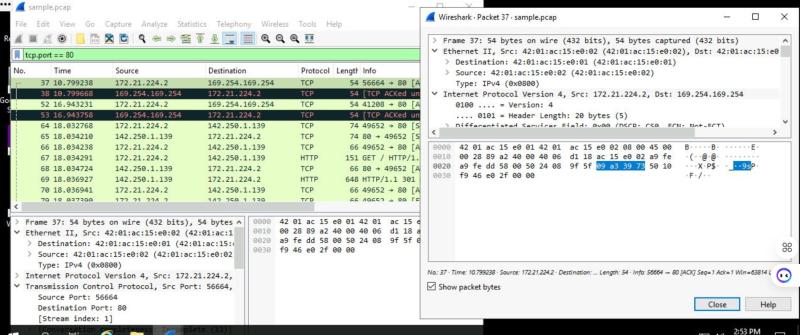 sample.pcap
File Edit View Go Capture Analyze Statistics Telephony Wireless Tools Help
tcp.port == 80
No. Time Source Destination Protocol Length Info
37 10.799238 172.21.224.2 169.254.169.254 TCP 54 56664 → 80 [A
38 10.799668 169.254.169.254 172.21.224.2 TCP 54 [TCP ACKed un
52 16.943231 172.21.224.2 169.254.169.254 TCP 54 41208 → 80 [A
53 16.943758 169.254.169.254 172.21.224.2 TCP 54 [TCP ACKed un
64 18.032768 172.21.224.2 142.250.1.139 TCP 74 49652 → 80 [S
65 18.034210 142.250.1.139 172.21.224.2 TCP 74 80 → 49652 [S
66 18.034246 172.21.224.2 142.250.1.139 TCP 66 49652 → 80 [A
67 18.034291 172.21.224.2 142.250.1.139 HTTP 151 GET / HTTP/1.
68 18.034724 142.250.1.139 172.21.224.2 TCP 66 80 → 49652 [A
69 18.036927 142.250.1.139 172.21.224.2 HTTP 648 HTTP/1.1 301
70 18.036941 172.21.224.2 142.250.1.139 TCP 66 49652 → 80 [A
Frame 37: 54 bytes on wire (432 bits), 54 bytes
Ethernet II, Src: 42:01:ac:15:e0:02 (42:01:ac:1
Destination: 42:01:ac:15:e0:01 (42:01:ac:15:
Source: 42:01:ac:15:e0:02 (42:01:ac:15:e0:0
Type: IPv4 (0x0800)
Internet Protocol Version 4, Src: 172.21.224.2,
Transmission Control Protocol, Src Port: 56664,
Source Port: 56664
Destination Port: 80
[Stream index: 1]
0000 42 01 ac 15 e0 01 42 01 ac 15 e
0010 00 28 89 a2 40 00 40 06 d1 18 a
0020 a9 fe dd 58 00 50 24 08 9f 5f 0
0030 f9 46 e0 2f 00 00
Wireshark · Packet 37 · sample.pcap
Frame 37: 54 bytes on wire (432 bits), 54 bytes captured (432 bits)
Ethernet II, Src: 42:01:ac:15:e0:02 (42:01:ac:15:e0:02), Dst: 42:01:ac:15:e0
Destination: 42:01:ac:15:e0:01 (42:01:ac:15:e0:01)
Source: 42:01:ac:15:e0:02 (42:01:ac:15:e0:02)
Type: IPv4 (0x0800)
Internet Protocol Version 4, Src: 172.21.224.2, Dst: 169.254.169.254
0100 .... = Version: 4
.... 0101 = Header Length: 20 bytes (5)
Differentiated Services Field: 0x00 (DSCP: CS0, ECN: Not-ECT)
0000 42 01 ac 15 e0 01 42 01 ac 15 e0 02 08 00 45 00 B·····B· ······E·
0010 00 28 89 a2 40 00 40 06 d1 18 ac 15 e0 02 a9 fe ·(··@·@· ········
0020 a9 fe dd 58 00 50 24 08 9f 5f 09 a3 39 73 50 10 ···X·P$· ·_··9sP·
0030 f9 46 e0 2f 00 00 ·F·/··
No.: 37 · Time: 10.799238 · Source: 172.21.224.2 · Destination: ... Length: 54 · Info: 56664 → 80 [ACK] Seq=1 Ack=1 Win=63814 L
Show packet bytes
Close Help
2:53 PM